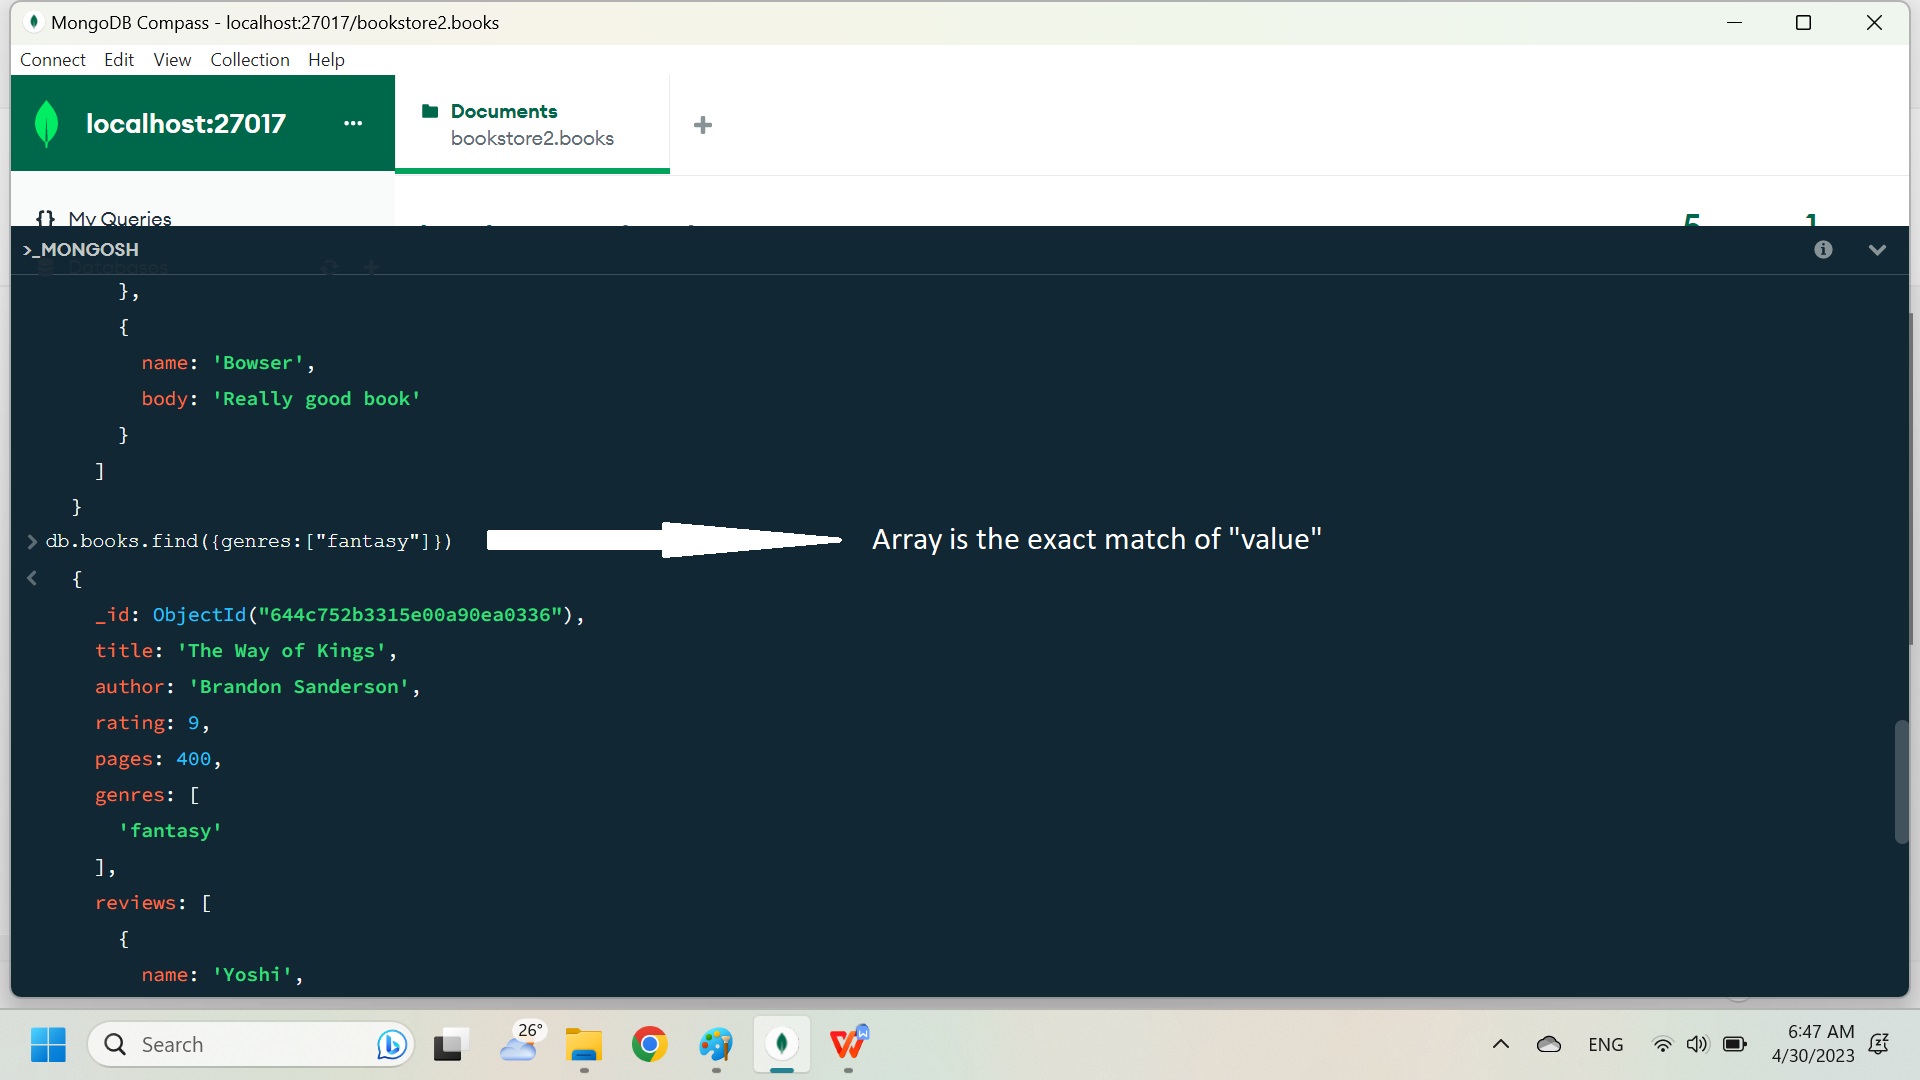 MongoDB Compass - localhost:27017/bookstore2.books
Connect Edit View Collection Help
localhost:27017 ...
Documents
bookstore2.books
My Queries
5 1
>_MONGOSH
Databases
},
{
name: 'Bowser',
body: 'Really good book'
}
]
}
db.books.find({genres:["fantasy"]})
Array is the exact match of "value"
{
_id: ObjectId("644c752b3315e00a90ea0336"),
title: 'The Way of Kings',
author: 'Brandon Sanderson',
rating: 9,
pages: 400,
genres: [
'fantasy'
],
reviews: [
{
name: 'Yoshi',
26°
Search
ENG
6:47 AM
4/30/2023